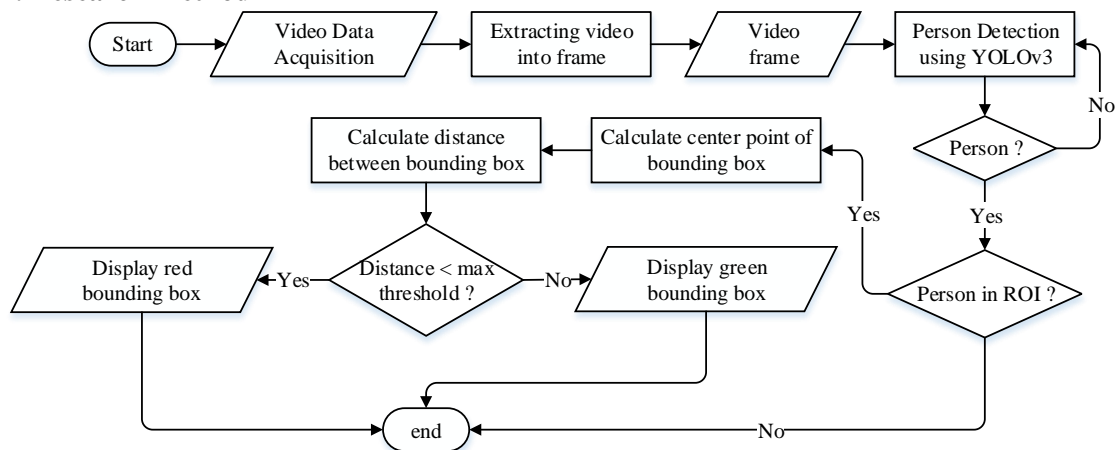 Start
Video Data
Acquisition
Extracting video
into frame
Video
frame
Person Detection
using YOLOv3
No
Person ?
Yes
Person in ROI ?
Yes
Calculate center point of
bounding box
Calculate distance
between bounding box
Distance < max
threshold ?
Yes
Display red
bounding box
No
Display green
bounding box
No
end